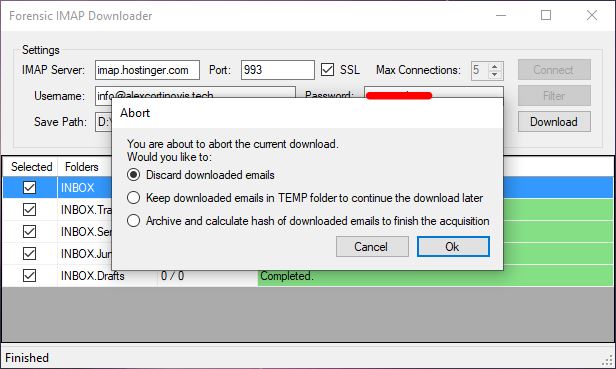 Forensic IMAP Downloader
Settings
IMAP Server: imap.hostinger.com Port: 993 SSL Max Connections: 5 Connect
Username: info@alexcortinovis.tech Password: Filter
Save Path: D:\ Download
Abort
You are about to abort the current download.
Would you like to:
Discard downloaded emails
Keep downloaded emails in TEMP folder to continue the download later
Archive and calculate hash of downloaded emails to finish the acquisition
Cancel Ok
Selected Folders
INBOX
INBOX.Tra
INBOX.Ser
INBOX.Jun
INBOX.Drafts 0 / 0 Completed.
Finished